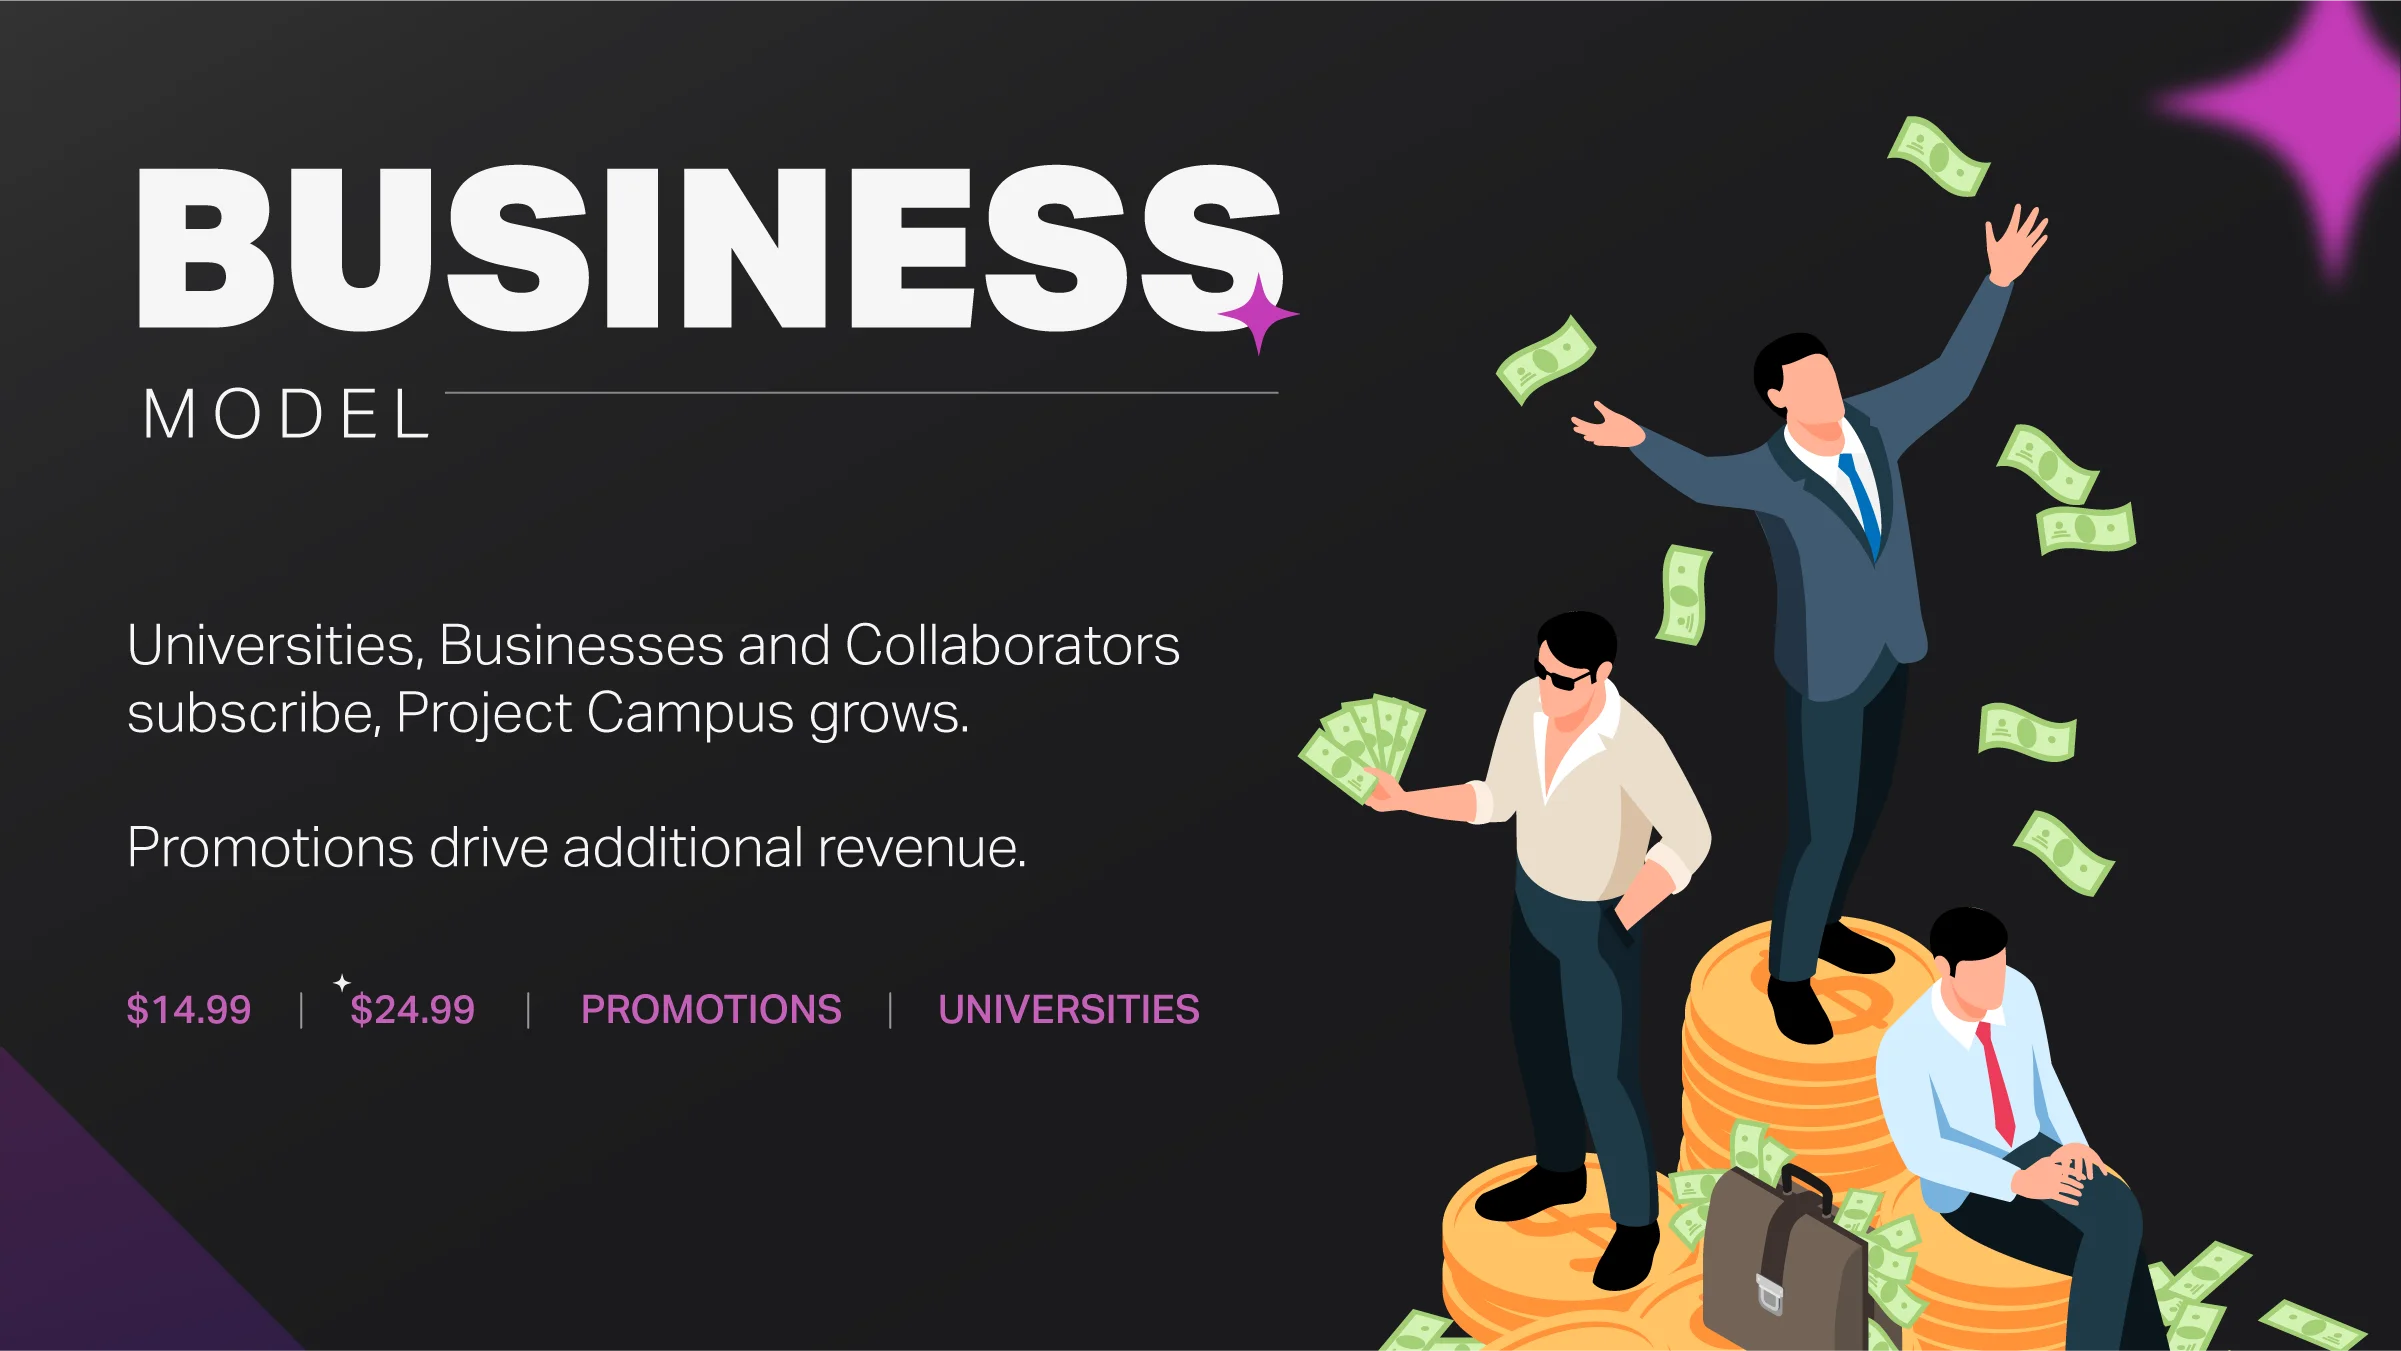 BUSINESS
MODEL
Universities, Businesses and Collaborators
subscribe, Project Campus grows.
Promotions drive additional revenue.
$14.99 | $24.99 | PROMOTIONS | UNIVERSITIES